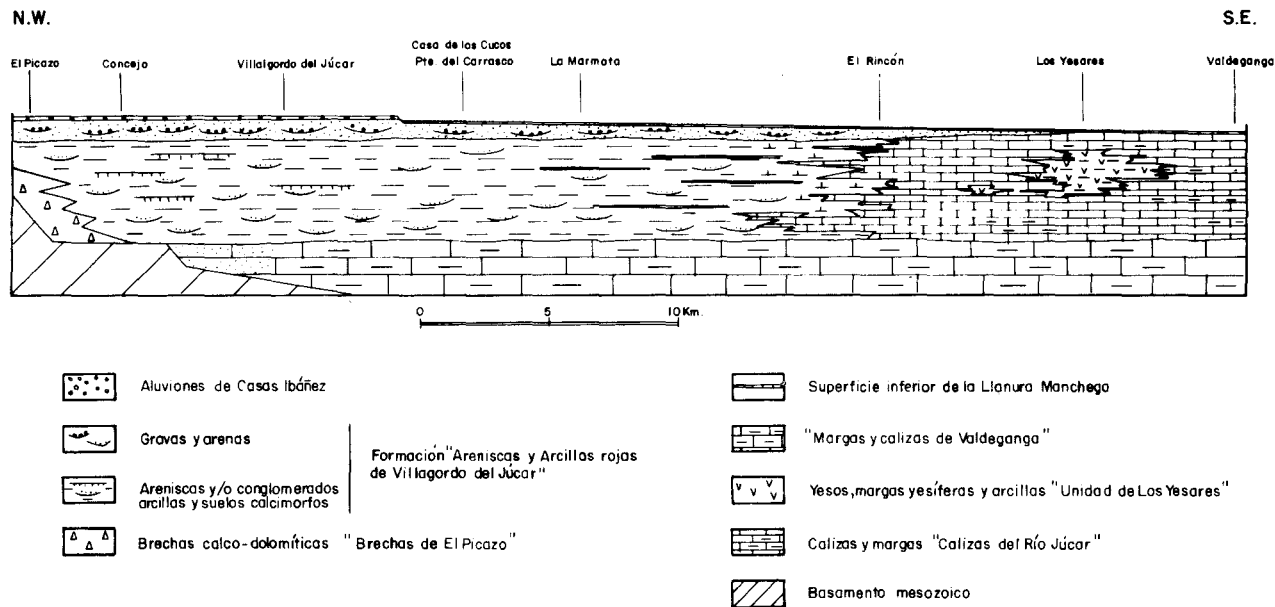 N.W.
S.E.
El Picazo
Concejo
Villalgordo del Júcar
Casa de los Cucos
Pte. del Carrasco
La Marmota
El Rincón
Los Yesares
Valdeganga
0 5 10 Km.
Aluviones de Casas Ibáñez
Gravas y arenas
Areniscas y/o conglomerados
arcillas y suelos calcimorfos
Formación "Areniscas y Arcillas rojas
de Villagordo del Júcar"
Brechas calco-dolomíticas "Brechas de El Picazo"
Superficie inferior de la Llanura Manchega
"Margas y calizas de Valdeganga"
Yesos, margas yesíferas y arcillas "Unidad de Los Yesares"
Calizas y margas "Calizas del Río Júcar"
Basamento mesozoico